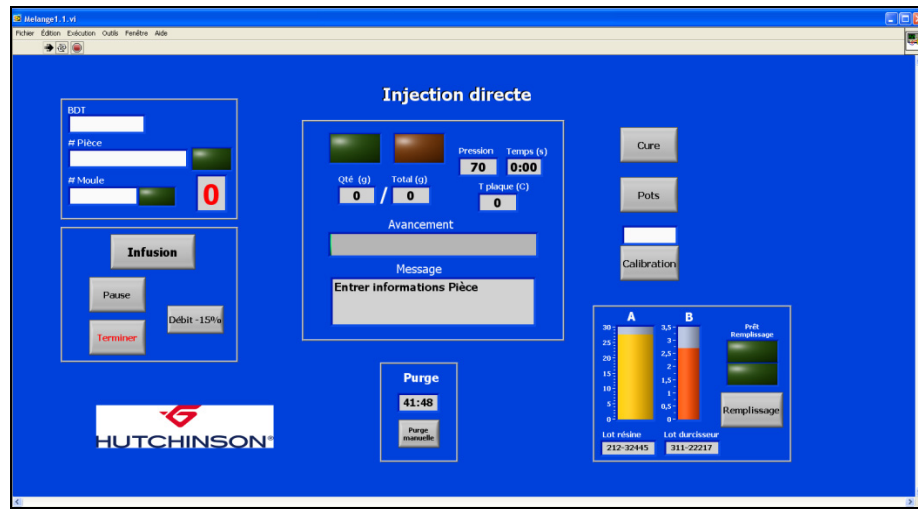 Melange1.1.vi
Fichier Édition Exécution Outils Fenêtre Aide
Injection directe
BDT
# Pièce
# Moule
0
Infusion
Pause
Terminer
Débit -15%
Pression
70
Temps (s)
0:00
Qté (g)
0
/
Total (g)
0
T plaque (C)
0
Avancement
Message
Entrer informations Pièce
Purge
41:48
Purge
manuelle
Cure
Pots
Calibration
A
30
25
20
15
10
5
0
B
3,5
3
2,5
2
1,5
1
0,5
0
Prêt
Remplissage
Remplissage
Lot résine
212-32445
Lot durcisseur
311-22217
HUTCHINSON®